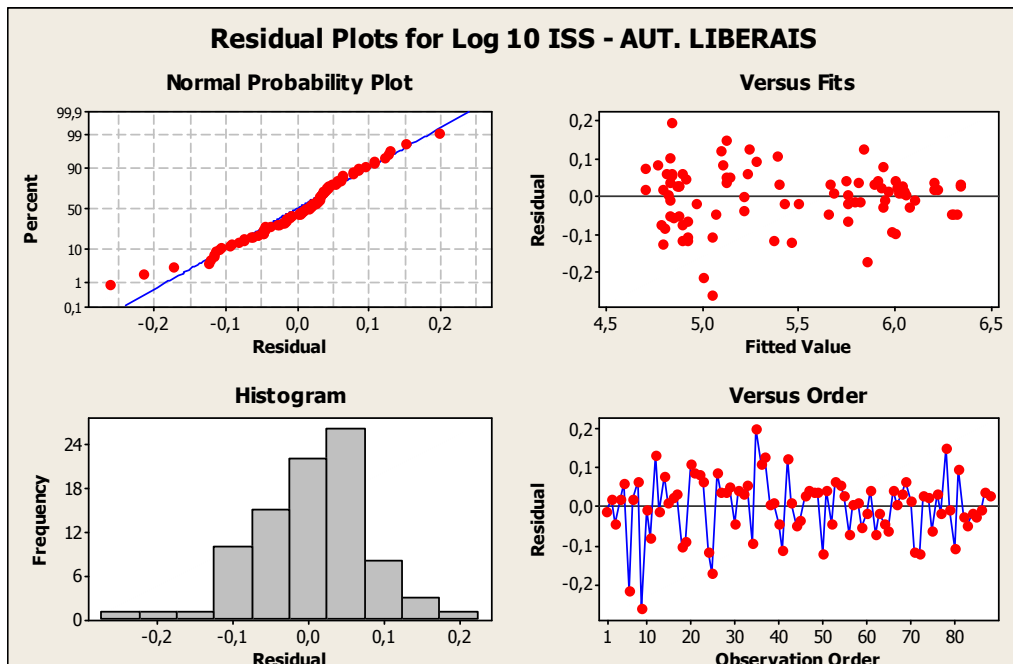 Residual Plots for Log 10 ISS - AUT. LIBERAIS
Normal Probability Plot
99,9
99
90
50
10
1
0,1
Percent
-0,2 -0,1 0,0 0,1 0,2
Residual
Versus Fits
0,2
0,1
0,0
-0,1
-0,2
Residual
4,5 5,0 5,5 6,0 6,5
Fitted Value
Histogram
24
18
12
6
0
Frequency
-0,2 -0,1 0,0 0,1 0,2
Residual
Versus Order
0,2
0,1
0,0
-0,1
-0,2
Residual
1 10 20 30 40 50 60 70 80
Observation Order